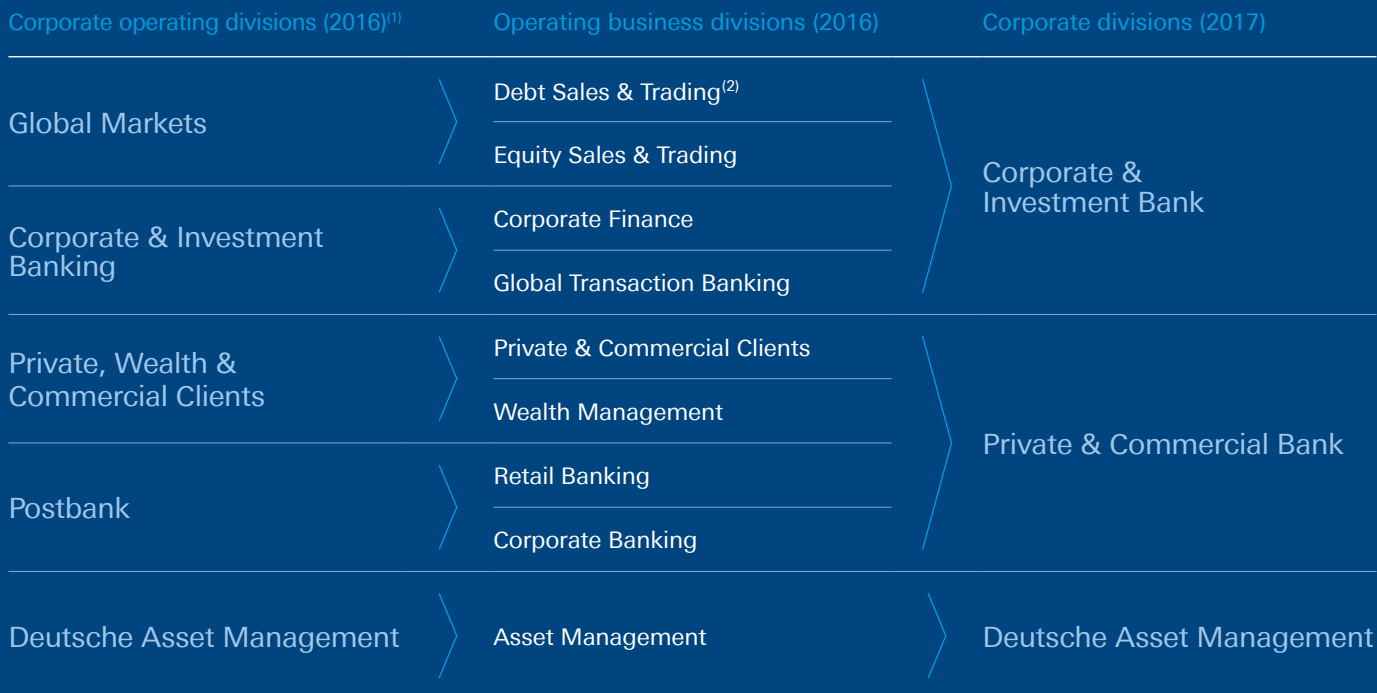 Corporate operating divisions (2016)(1)
Operating business divisions (2016)
Corporate divisions (2017)
Global Markets
Debt Sales & Trading(2)
Equity Sales & Trading
Corporate & Investment
Banking
Corporate Finance
Global Transaction Banking
Corporate &
Investment Bank
Private, Wealth &
Commercial Clients
Private & Commercial Clients
Wealth Management
Postbank
Retail Banking
Corporate Banking
Private & Commercial Bank
Deutsche Asset Management
Asset Management
Deutsche Asset Management